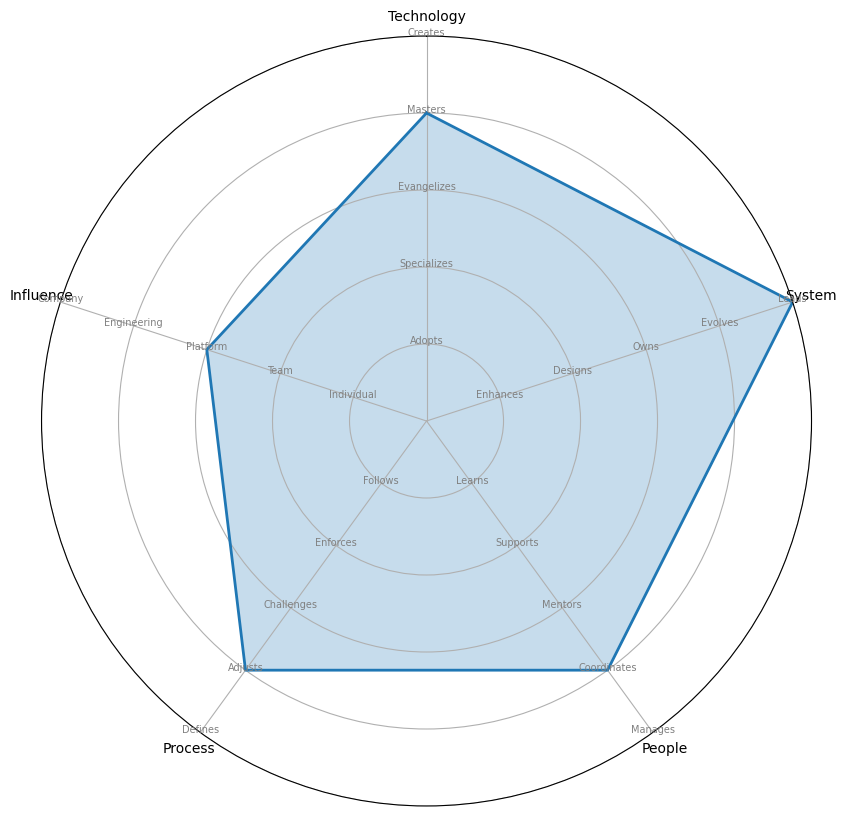 Technology
Creates
Masters
Evangelizes
Specializes
Adopts
Influence
Company
Engineering
Platform
Team
Individual
System
Evolves
Owns
Designs
Enhances
Follows
Enforces
Challenges
Adjusts
Defines
Process
Learns
Supports
Mentors
Coordinates
Manages
People